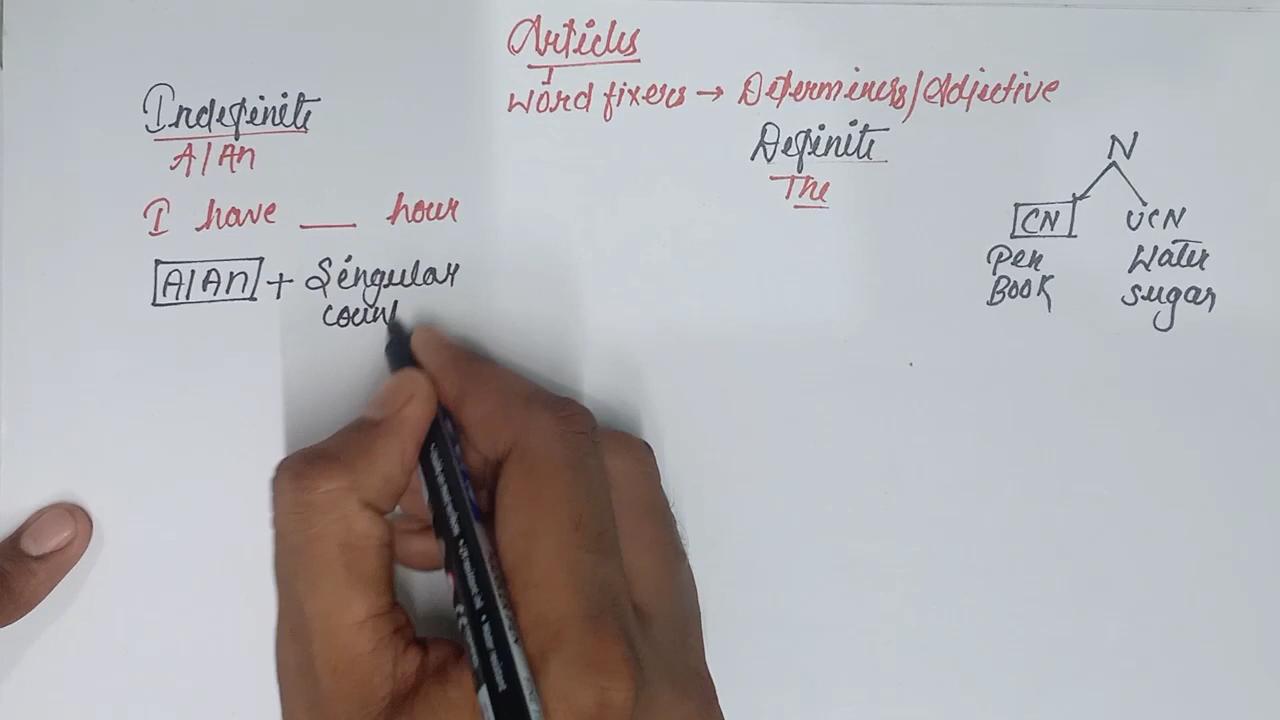 Articles
Word fixers → Determiners/Adjective
Indefinite
A/An
I have ___ hour
A/An + Singular
coun
Definite
The
N
CN UCN
Pen Water
Book Sugar